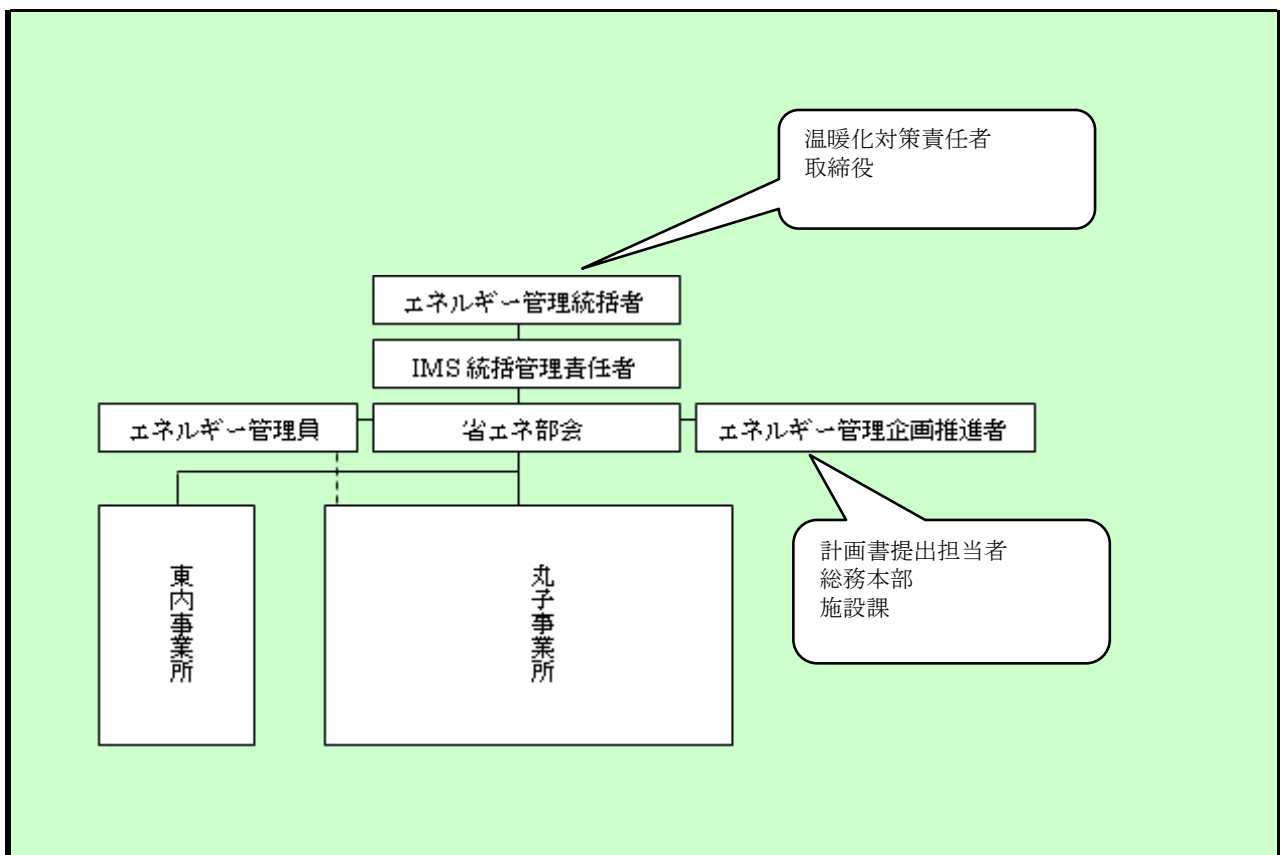 温暖化対策責任者
取締役
エネルギー管理統括者
IMS 統括管理責任者
エネルギー管理員
省エネ部会
エネルギー管理企画推進者
計画書提出担当者
総務本部
施設課
東内事業所
丸子事業所